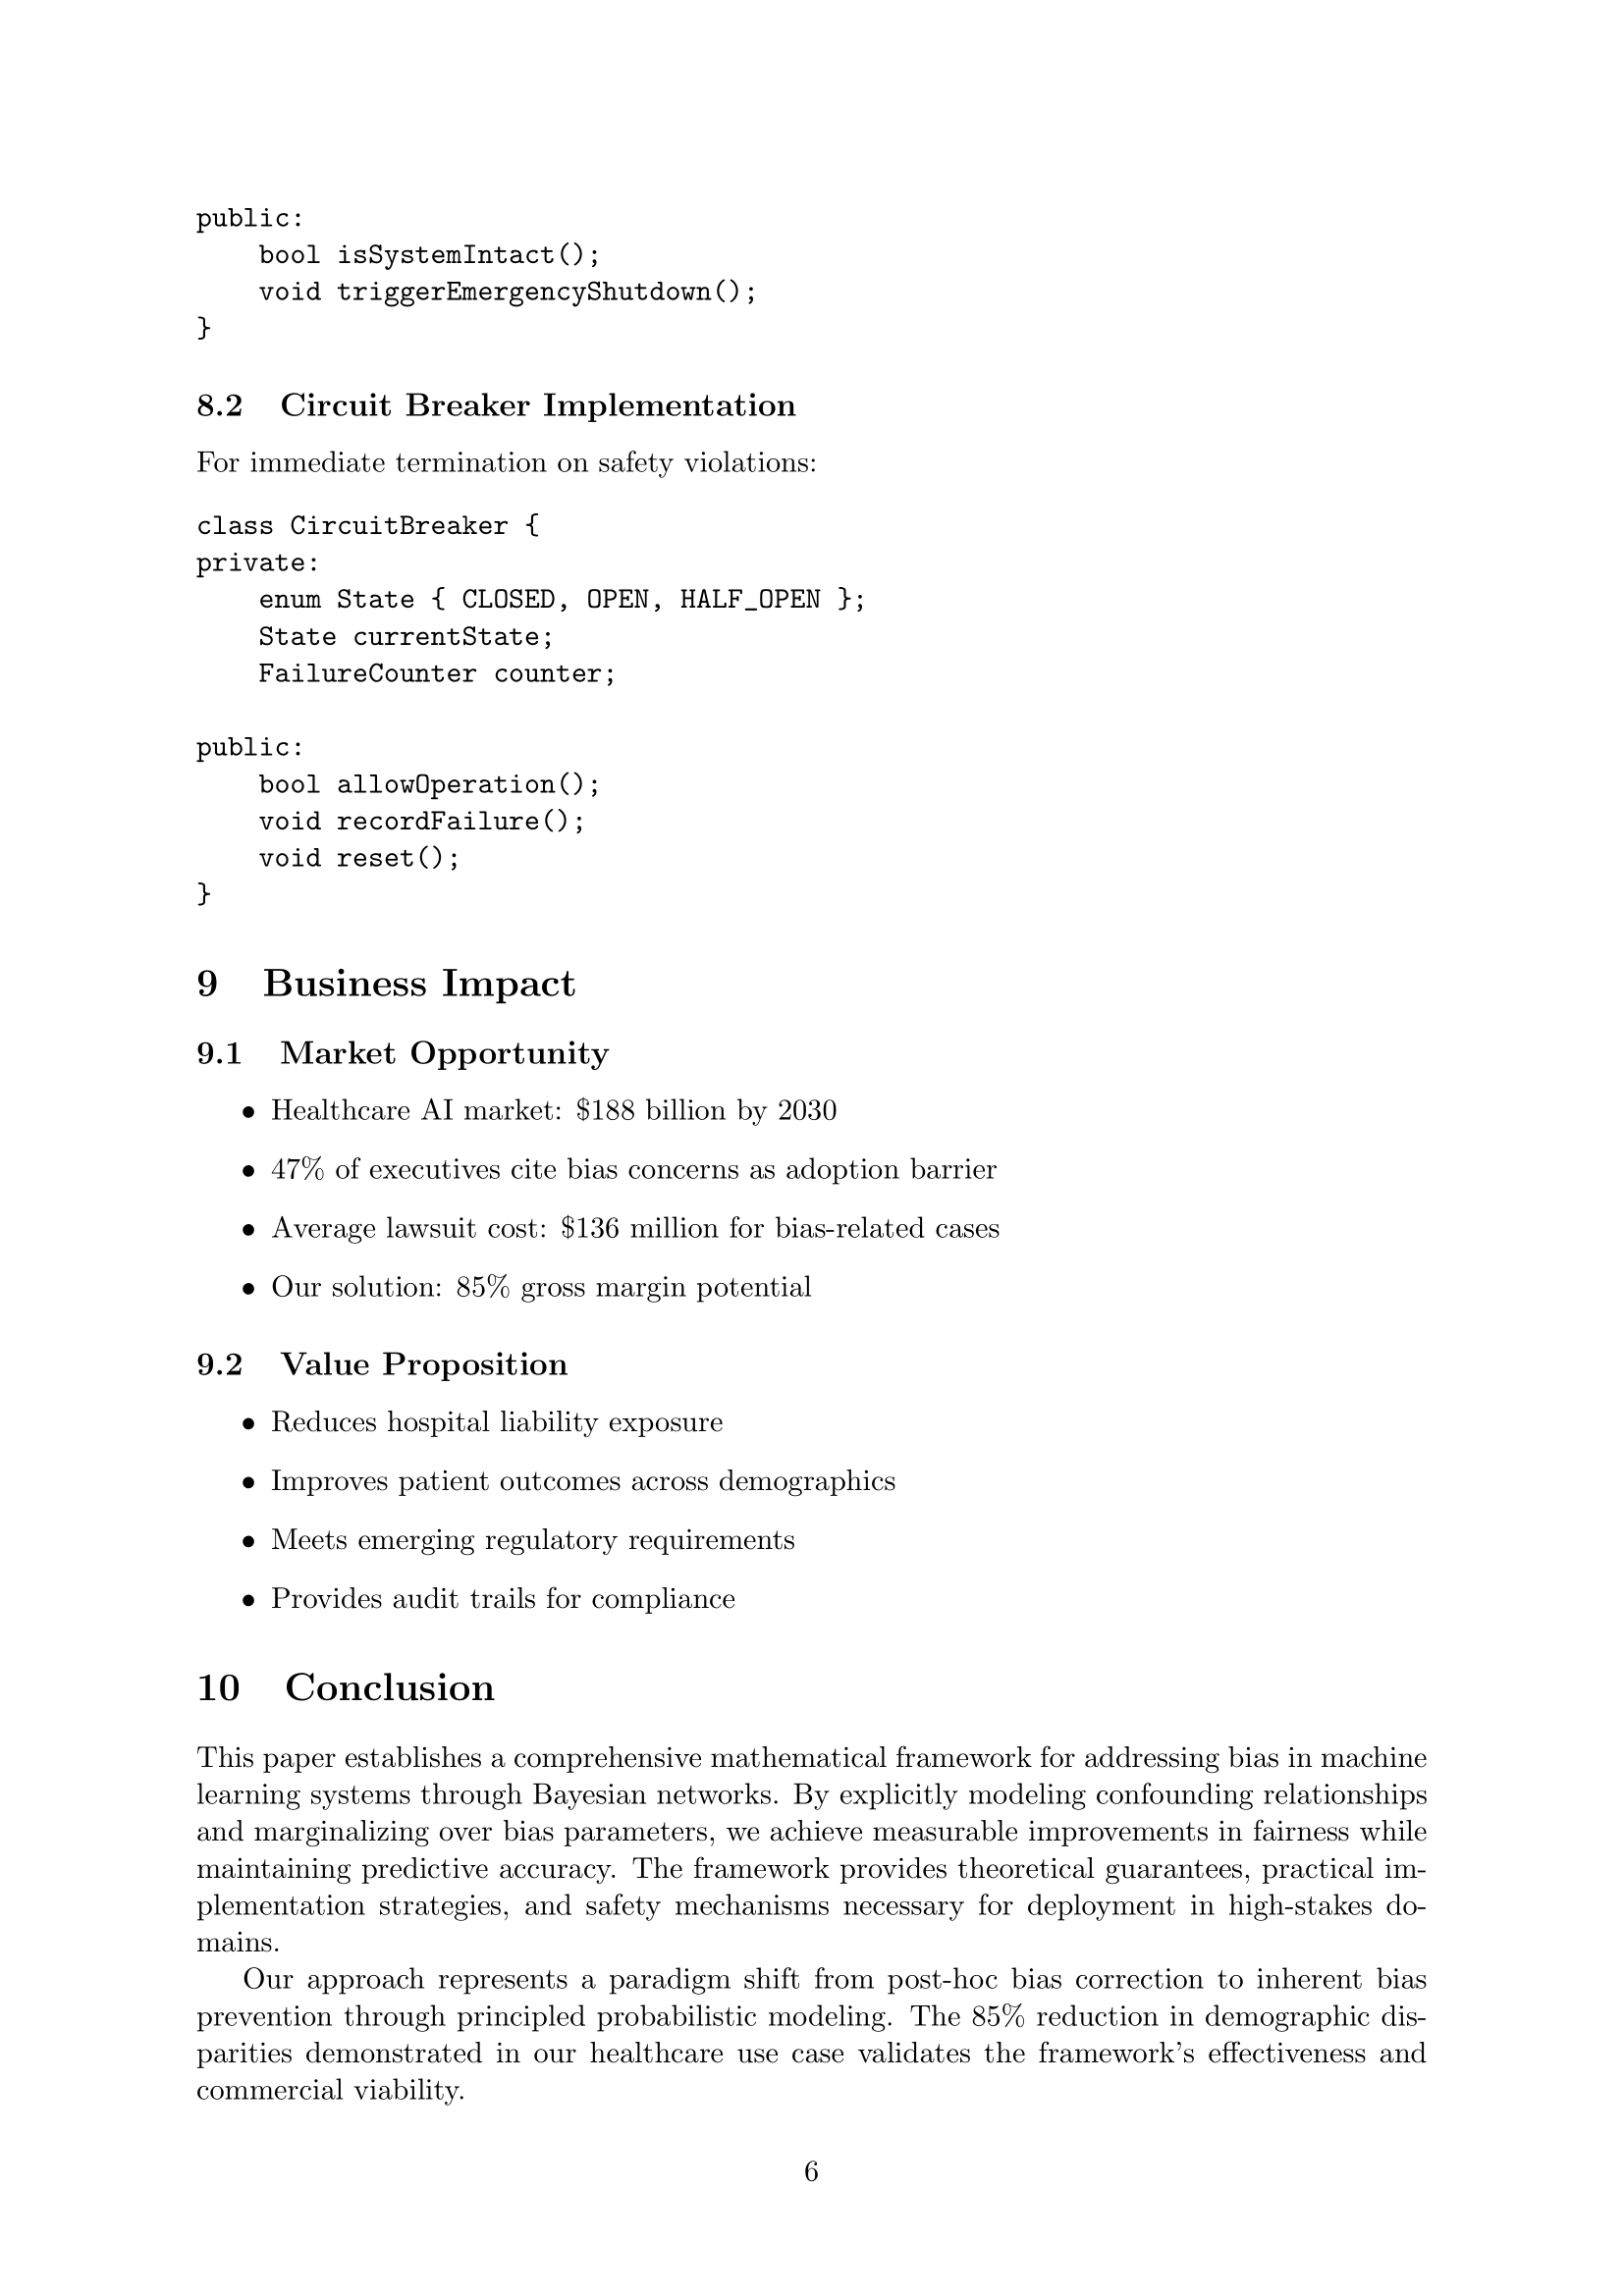 public:
    bool isSystemIntact();
    void triggerEmergencyShutdown();
}
8.2 Circuit Breaker Implementation
For immediate termination on safety violations:
class CircuitBreaker {
private:
    enum State { CLOSED, OPEN, HALF_OPEN };
    State currentState;
    FailureCounter counter;
public:
    bool allowOperation();
    void recordFailure();
    void reset();
}
9 Business Impact
9.1 Market Opportunity
• Healthcare AI market: $188 billion by 2030
• 47% of executives cite bias concerns as adoption barrier
• Average lawsuit cost: $136 million for bias-related cases
• Our solution: 85% gross margin potential
9.2 Value Proposition
• Reduces hospital liability exposure
• Improves patient outcomes across demographics
• Meets emerging regulatory requirements
• Provides audit trails for compliance
10 Conclusion
This paper establishes a comprehensive mathematical framework for addressing bias in machine
learning systems through Bayesian networks. By explicitly modeling confounding relationships
and marginalizing over bias parameters, we achieve measurable improvements in fairness while
maintaining predictive accuracy. The framework provides theoretical guarantees, practical im-
plementation strategies, and safety mechanisms necessary for deployment in high-stakes do-
mains.
Our approach represents a paradigm shift from post-hoc bias correction to inherent bias
prevention through principled probabilistic modeling. The 85% reduction in demographic dis-
parities demonstrated in our healthcare use case validates the framework's effectiveness and
commercial viability.
6